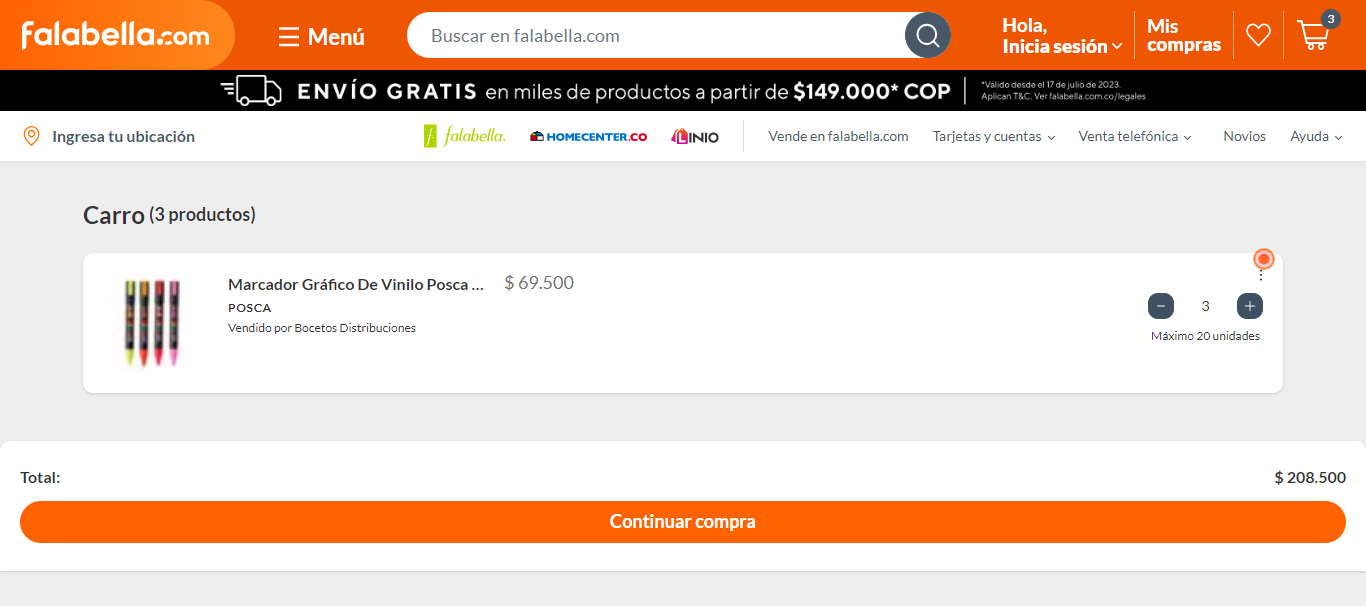 falabella.com
Menú
Buscar en falabella.com
Hola,
Inicia sesión
Mis
compras
3
ENVÍO GRATIS en miles de productos a partir de $149.000* COP
*Válido desde el 17 de julio de 2023.
Aplican T&C. Ver falabella.com.co/legales
Ingresa tu ubicación
falabella.
HOMECENTER.CO
LINIO
Vende en falabella.com
Tarjetas y cuentas
Venta telefónica
Novios
Ayuda
Carro (3 productos)
Marcador Gráfico De Vinilo Posca ...
$ 69.500
POSCA
Vendido por Bocetos Distribuciones
− 3 +
Máximo 20 unidades
Total:
$ 208.500
Continuar compra